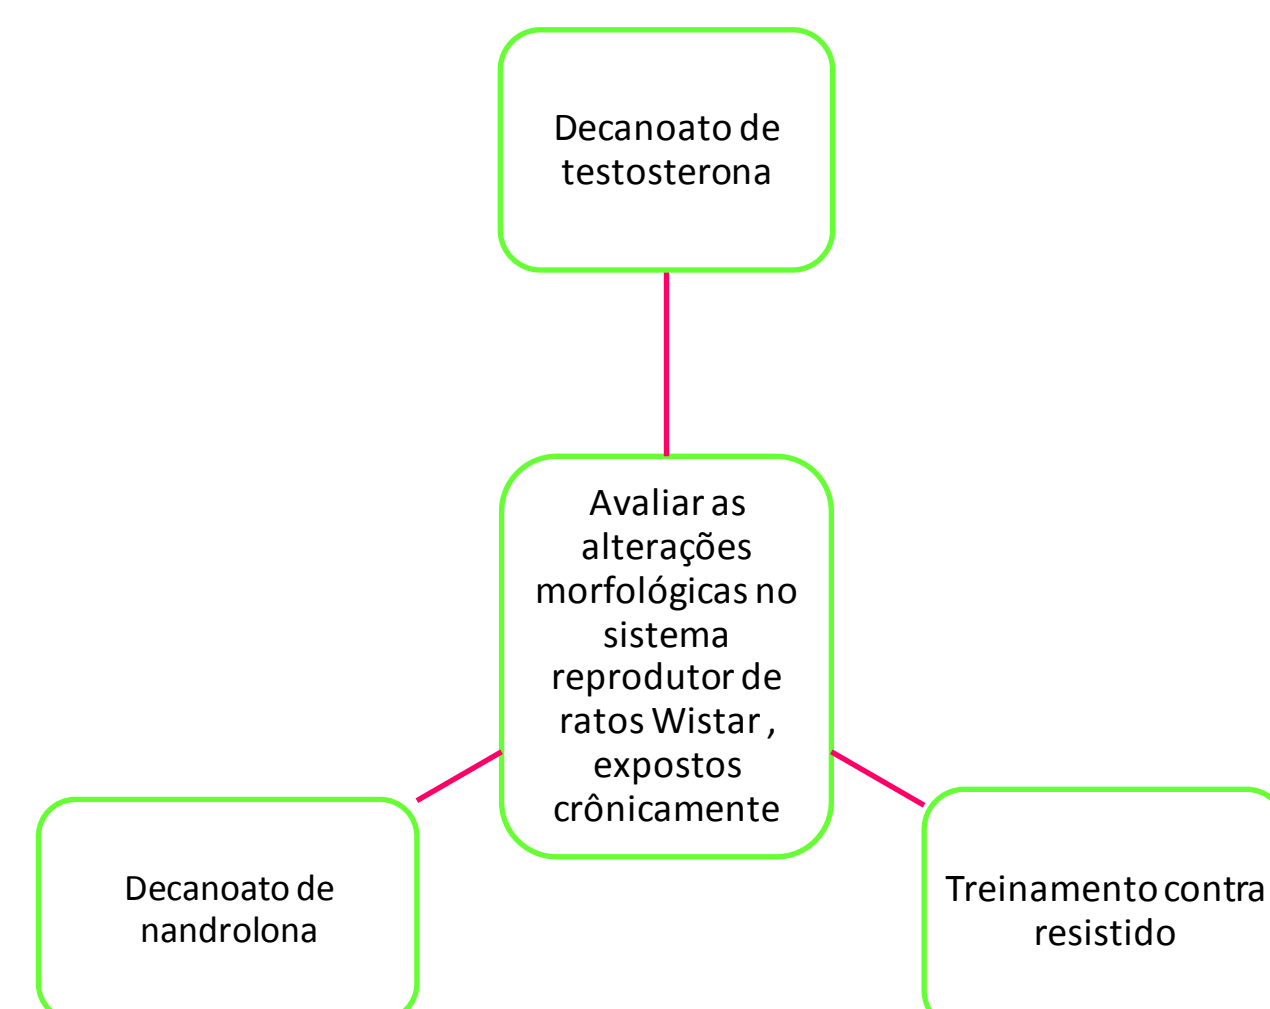 Decanoato de
testosterona
Avaliar as
alterações
morfológicas no
sistema
reprodutor de
ratos Wistar ,
expostos
crônicamente
Decanoato de
nandrolona
Treinamento contra
resistido